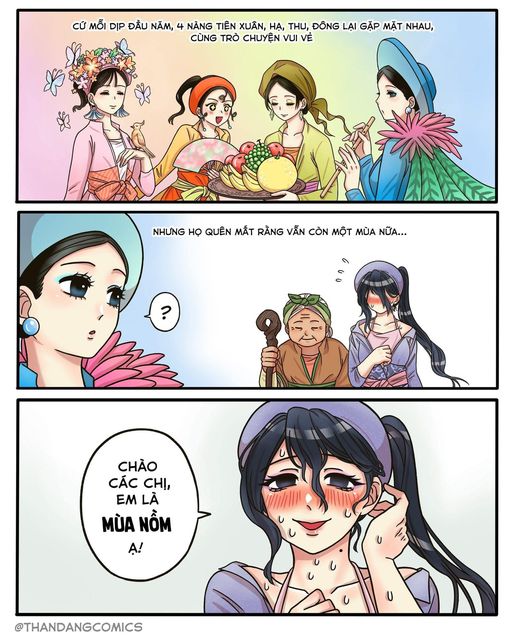 CỨ MỖI DỊP ĐẦU NĂM, 4 NÀNG TIÊN XUÂN, HẠ, THU, ĐÔNG LẠI GẶP MẶT NHAU,
CÙNG TRÒ CHUYỆN VUI VẺ
NHƯNG HỌ QUÊN MẤT RẰNG VẪN CÒN MỘT MÙA NỮA...
?
CHÀO
CÁC CHỊ,
EM LÀ
MÙA NỒM
Ạ!
@THANDANGCOMICS